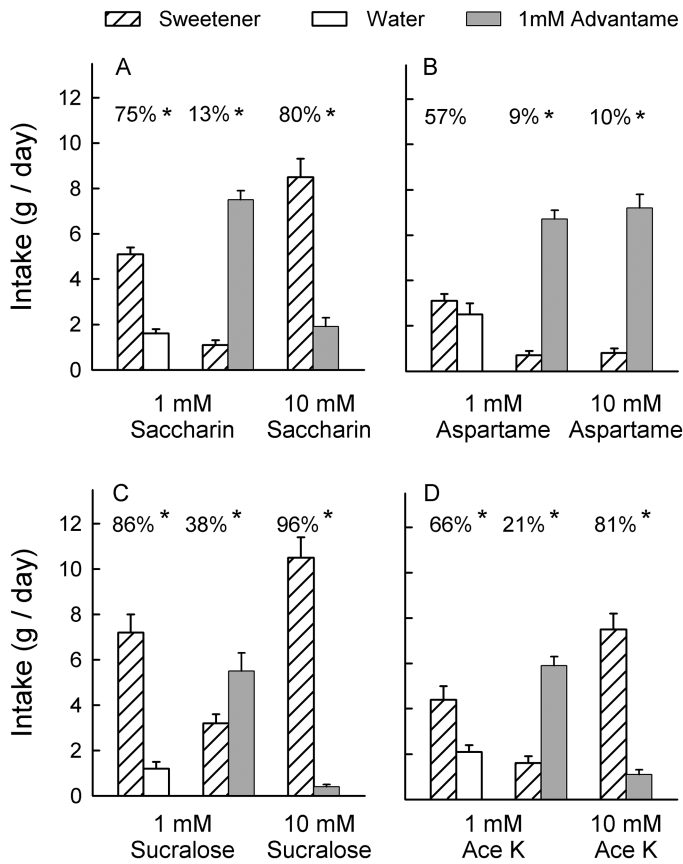 Sweetener Water 1mM Advantame
A
75% * 13% * 80% *
12
10
8
6
4
2
0
Intake (g / day)
1 mM 10 mM
Saccharin Saccharin
B
57% 9% * 10% *
1 mM 10 mM
Aspartame Aspartame
C
86% * 38% * 96% *
12
10
8
6
4
2
0
Intake (g / day)
1 mM 10 mM
Sucralose Sucralose
D
66% * 21% * 81% *
1 mM 10 mM
Ace K Ace K